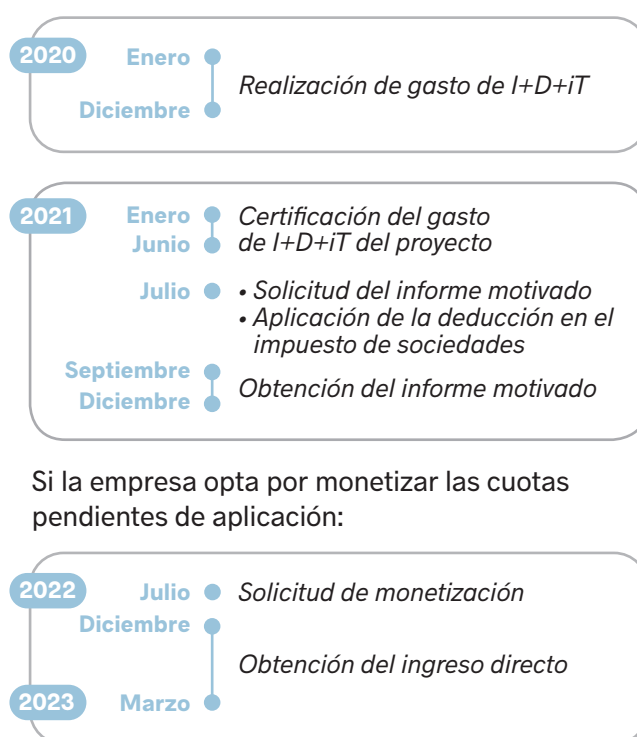 2020
Enero
Realización de gasto de I+D+iT
Diciembre
2021
Enero
Certificación del gasto
Junio
de I+D+iT del proyecto
Julio
• Solicitud del informe motivado
• Aplicación de la deducción en el
impuesto de sociedades
Septiembre
Obtención del informe motivado
Diciembre
Si la empresa opta por monetizar las cuotas
pendientes de aplicación:
2022
Julio
Solicitud de monetización
Diciembre
Obtención del ingreso directo
2023
Marzo